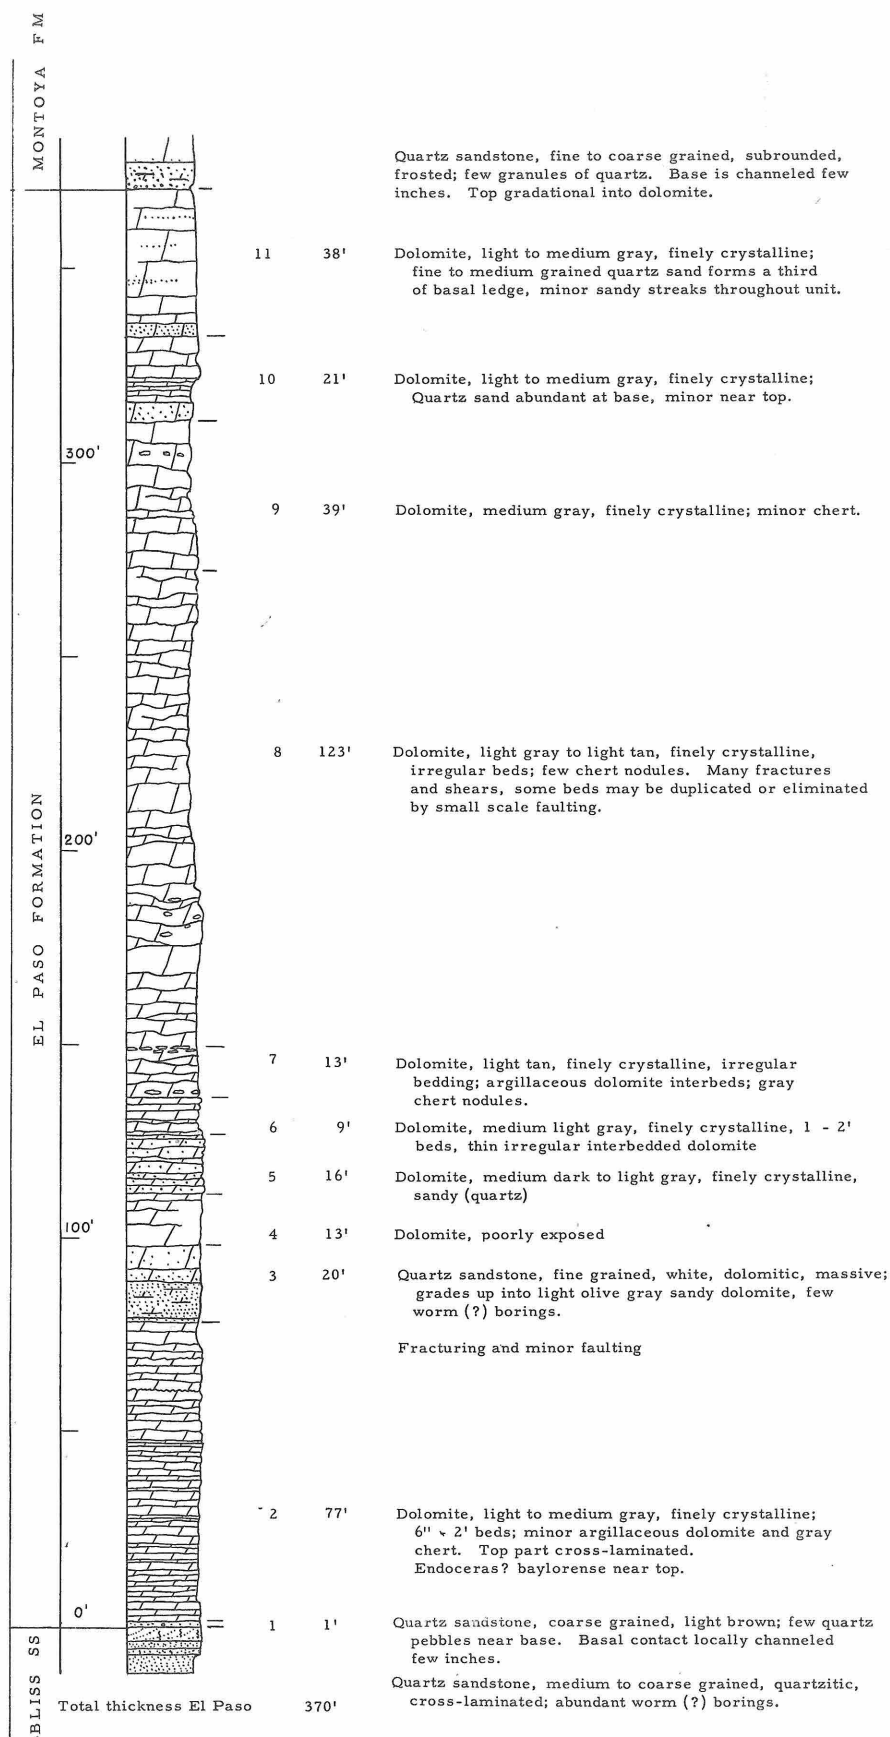 MONTOYA FM
Quartz sandstone, fine to coarse grained, subrounded,
frosted; few granules of quartz. Base is channeled few
inches. Top gradational into dolomite.
11 38' Dolomite, light to medium gray, finely crystalline;
fine to medium grained quartz sand forms a third
of basal ledge, minor sandy streaks throughout unit.
10 21' Dolomite, light to medium gray, finely crystalline;
Quartz sand abundant at base, minor near top.
300'
9 39' Dolomite, medium gray, finely crystalline; minor chert.
8 123' Dolomite, light gray to light tan, finely crystalline,
irregular beds; few chert nodules. Many fractures
and shears, some beds may be duplicated or eliminated
by small scale faulting.
EL PASO FORMATION
200'
7 13' Dolomite, light tan, finely crystalline, irregular
bedding; argillaceous dolomite interbeds; gray
chert nodules.
6 9' Dolomite, medium light gray, finely crystalline, 1 - 2'
beds, thin irregular interbedded dolomite
5 16' Dolomite, medium dark to light gray, finely crystalline,
sandy (quartz)
100'
4 13' Dolomite, poorly exposed
3 20' Quartz sandstone, fine grained, white, dolomitic, massive;
grades up into light olive gray sandy dolomite, few
worm (?) borings.
Fracturing and minor faulting
2 77' Dolomite, light to medium gray, finely crystalline;
6" - 2' beds; minor argillaceous dolomite and gray
chert. Top part cross-laminated.
Endoceras? baylorense near top.
0'
1 1' Quartz sandstone, coarse grained, light brown; few quartz
pebbles near base. Basal contact locally channeled
few inches.
BLISS SS
Quartz sandstone, medium to coarse grained, quartzitic,
cross-laminated; abundant worm (?) borings.
Total thickness El Paso 370'